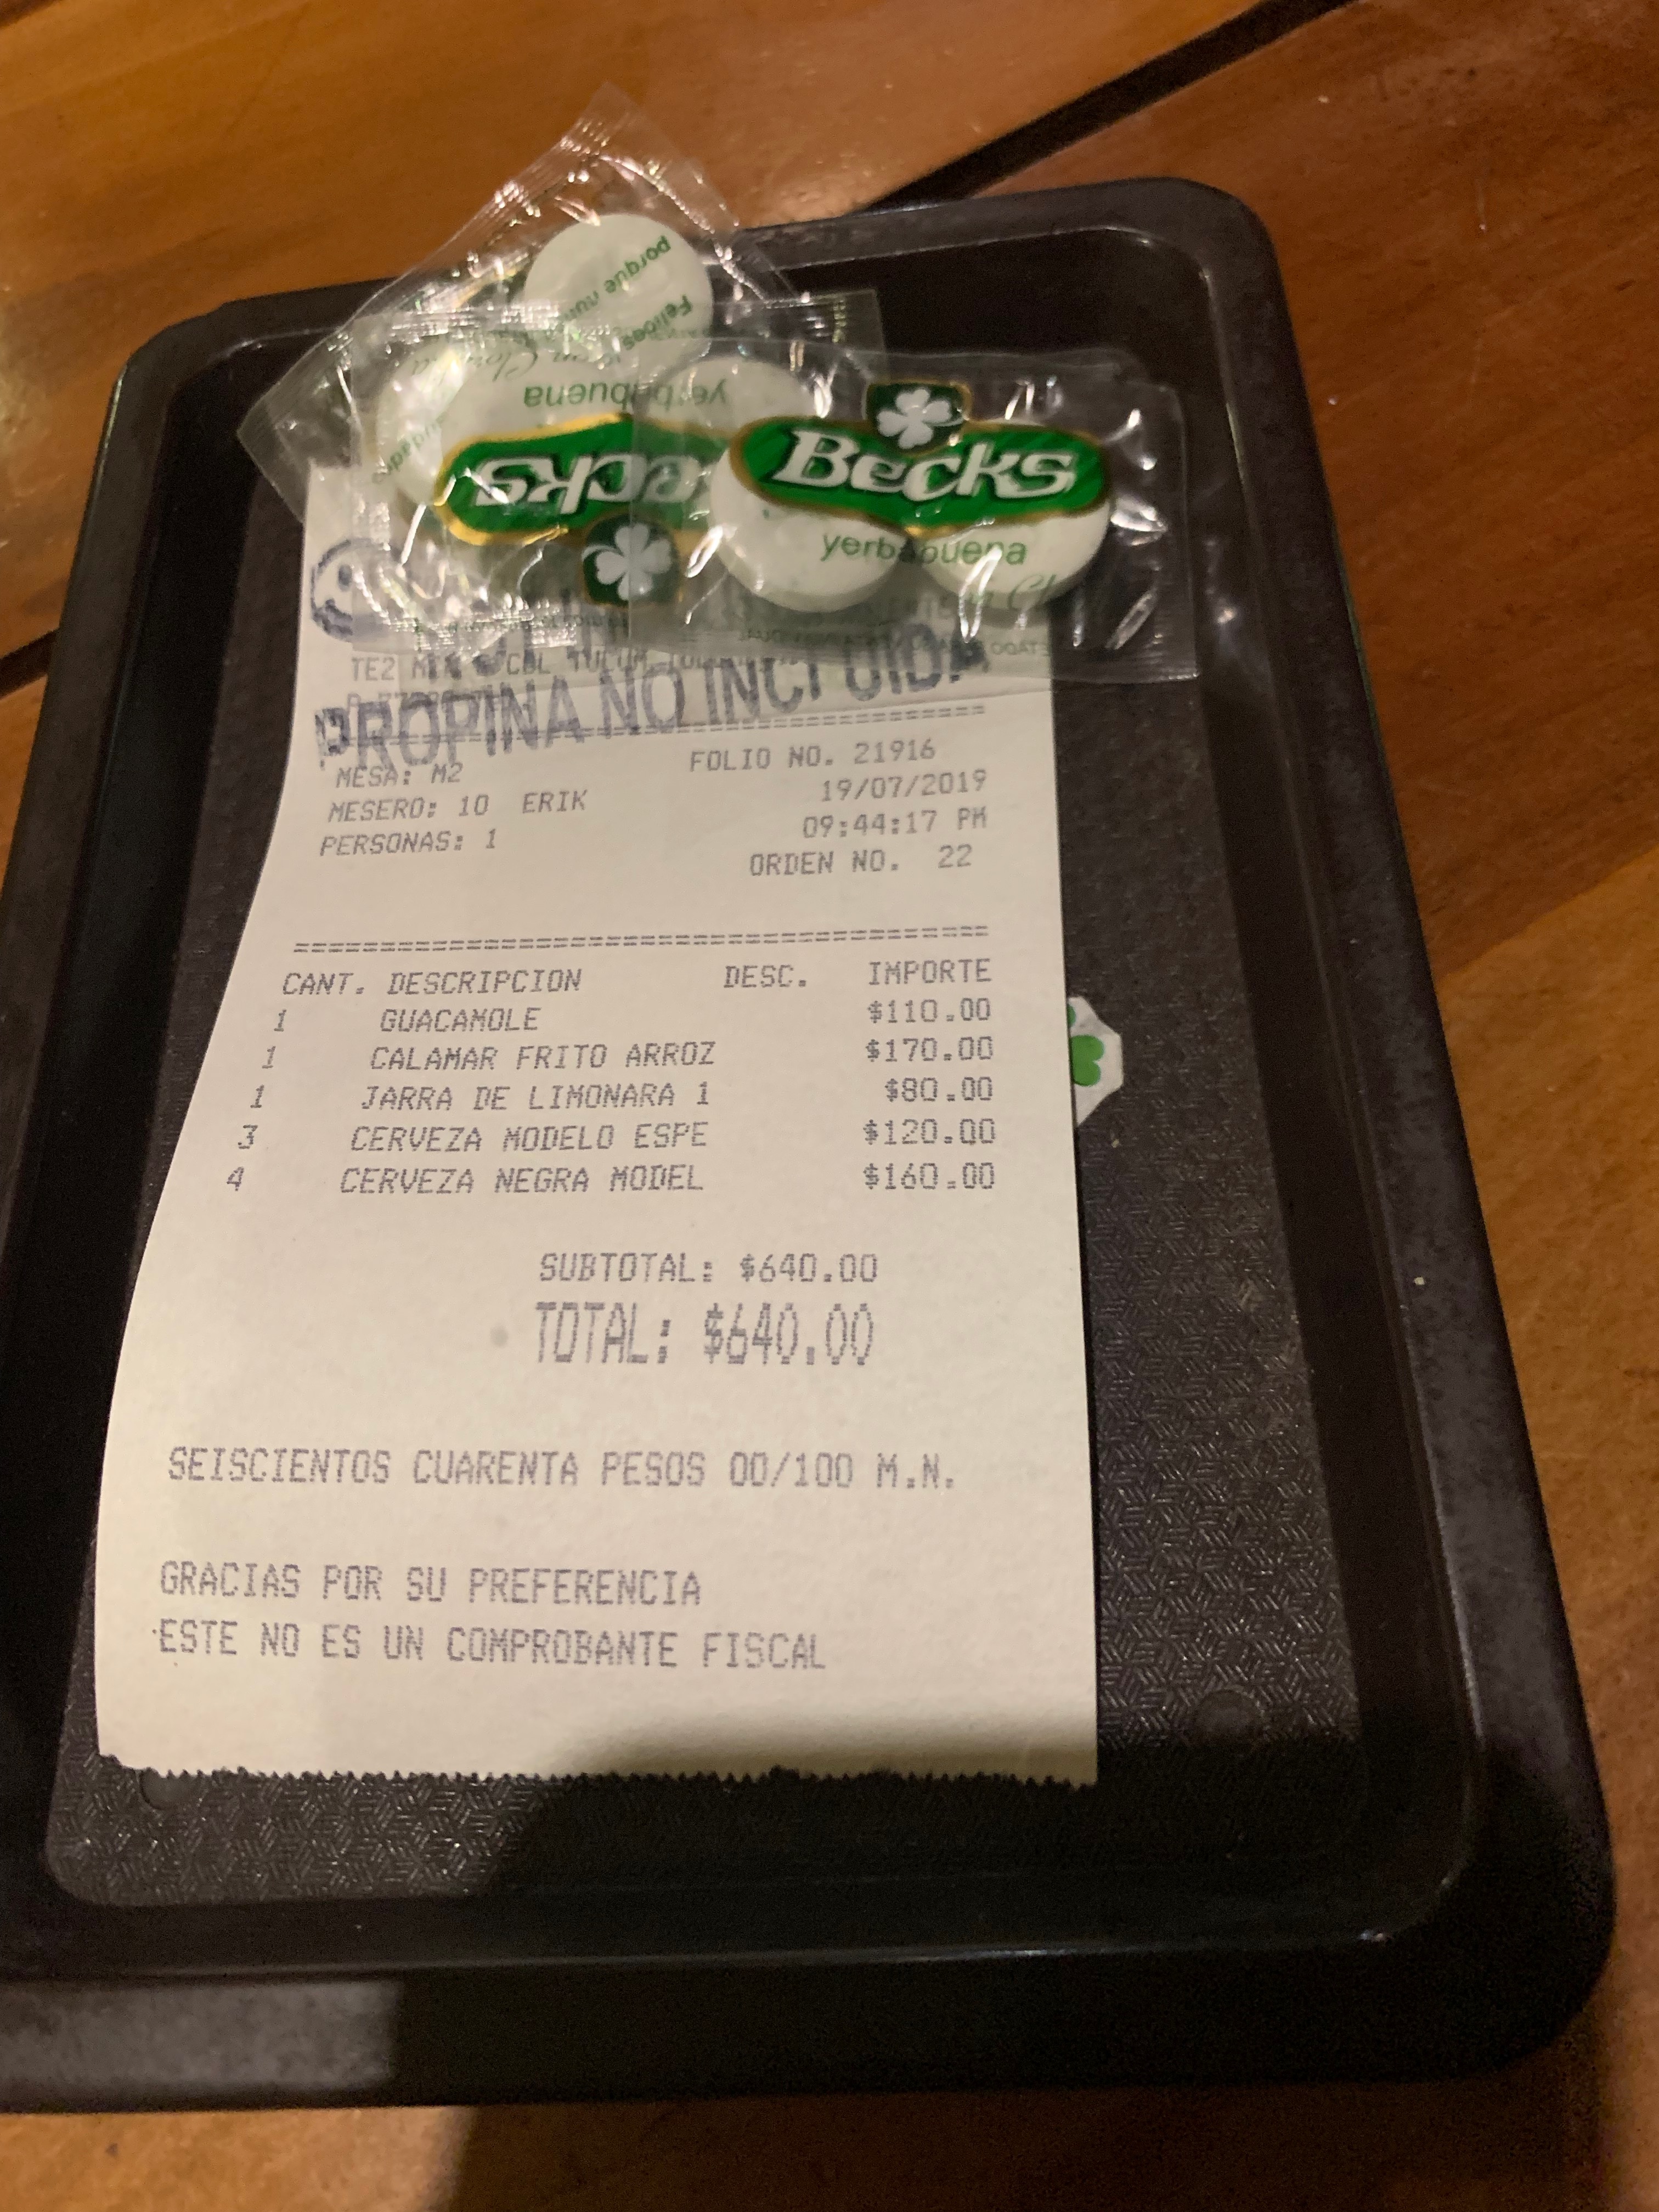 porque nun
yerbabuena
Becks
Becks
yerbabuena
TE2
PROPINA NO INCLUIDA
MESA: M2
FOLIO NO. 21916
MESERO: 10 ERIK
19/07/2019
PERSONAS: 1
09:44:17 PM
ORDEN NO. 22
========================================
CANT. DESCRIPCION DESC. IMPORTE
1 GUACAMOLE $110.00
1 CALAMAR FRITO ARROZ $170.00
1 JARRA DE LIMONARA 1 $80.00
3 CERVEZA MODELO ESPE $120.00
4 CERVEZA NEGRA MODEL $160.00
SUBTOTAL: $640.00
TOTAL: $640.00
SEISCIENTOS CUARENTA PESOS 00/100 M.N.
GRACIAS POR SU PREFERENCIA
ESTE NO ES UN COMPROBANTE FISCAL